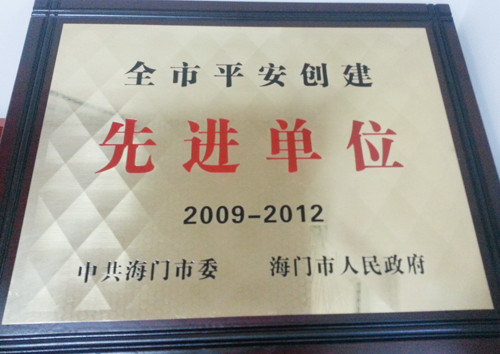 全市平安创建
先进单位
2009-2012
中共海门市委 海门市人民政府